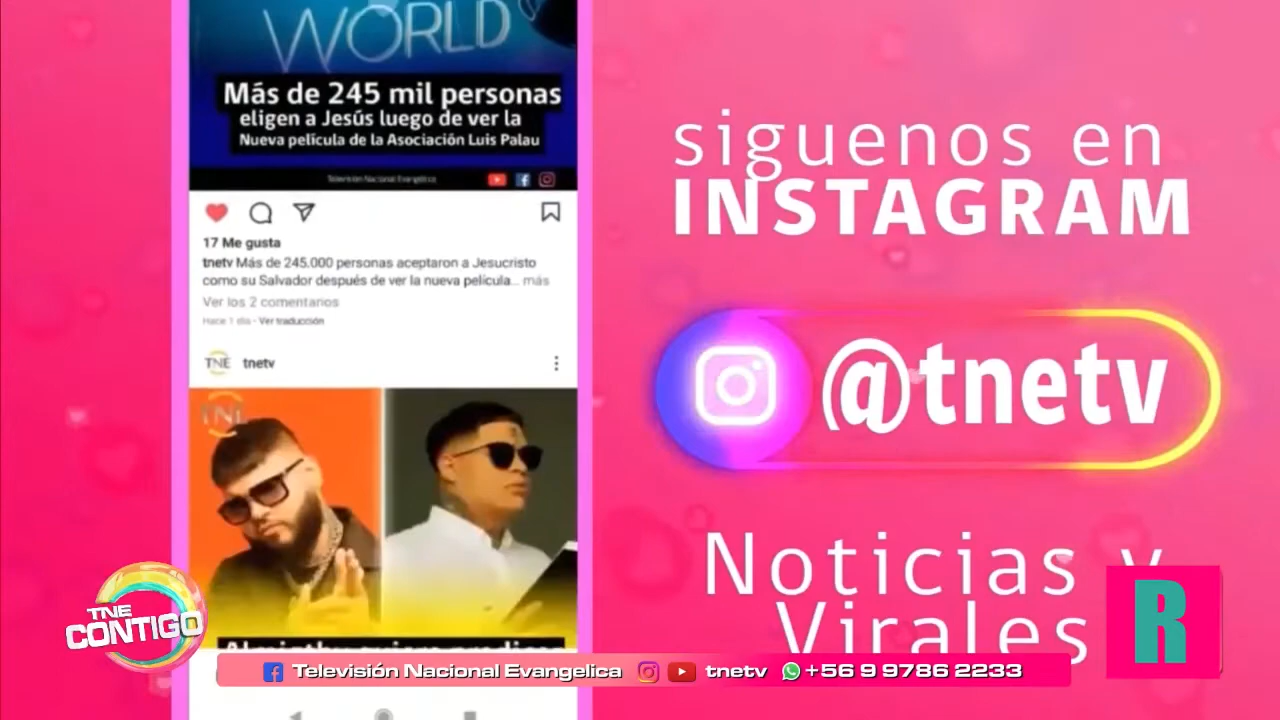 WORLD
Más de 245 mil personas
eligen a Jesús luego de ver la
Nueva película de la Asociación Luis Palau
Televisión Nacional Evangélica
17 Me gusta
tnetv Más de 245.000 personas aceptaron a Jesucristo
como su Salvador después de ver la nueva película... más
Ver los 2 comentarios
Hace 1 día - Ver traducción
TNE tnetv
TNE
siguenos en
INSTAGRAM
@tnetv
Noticias y
Virales
R
TNE
CONTIGO
Televisión Nacional Evangelica tnetv +56 9 9786 2233